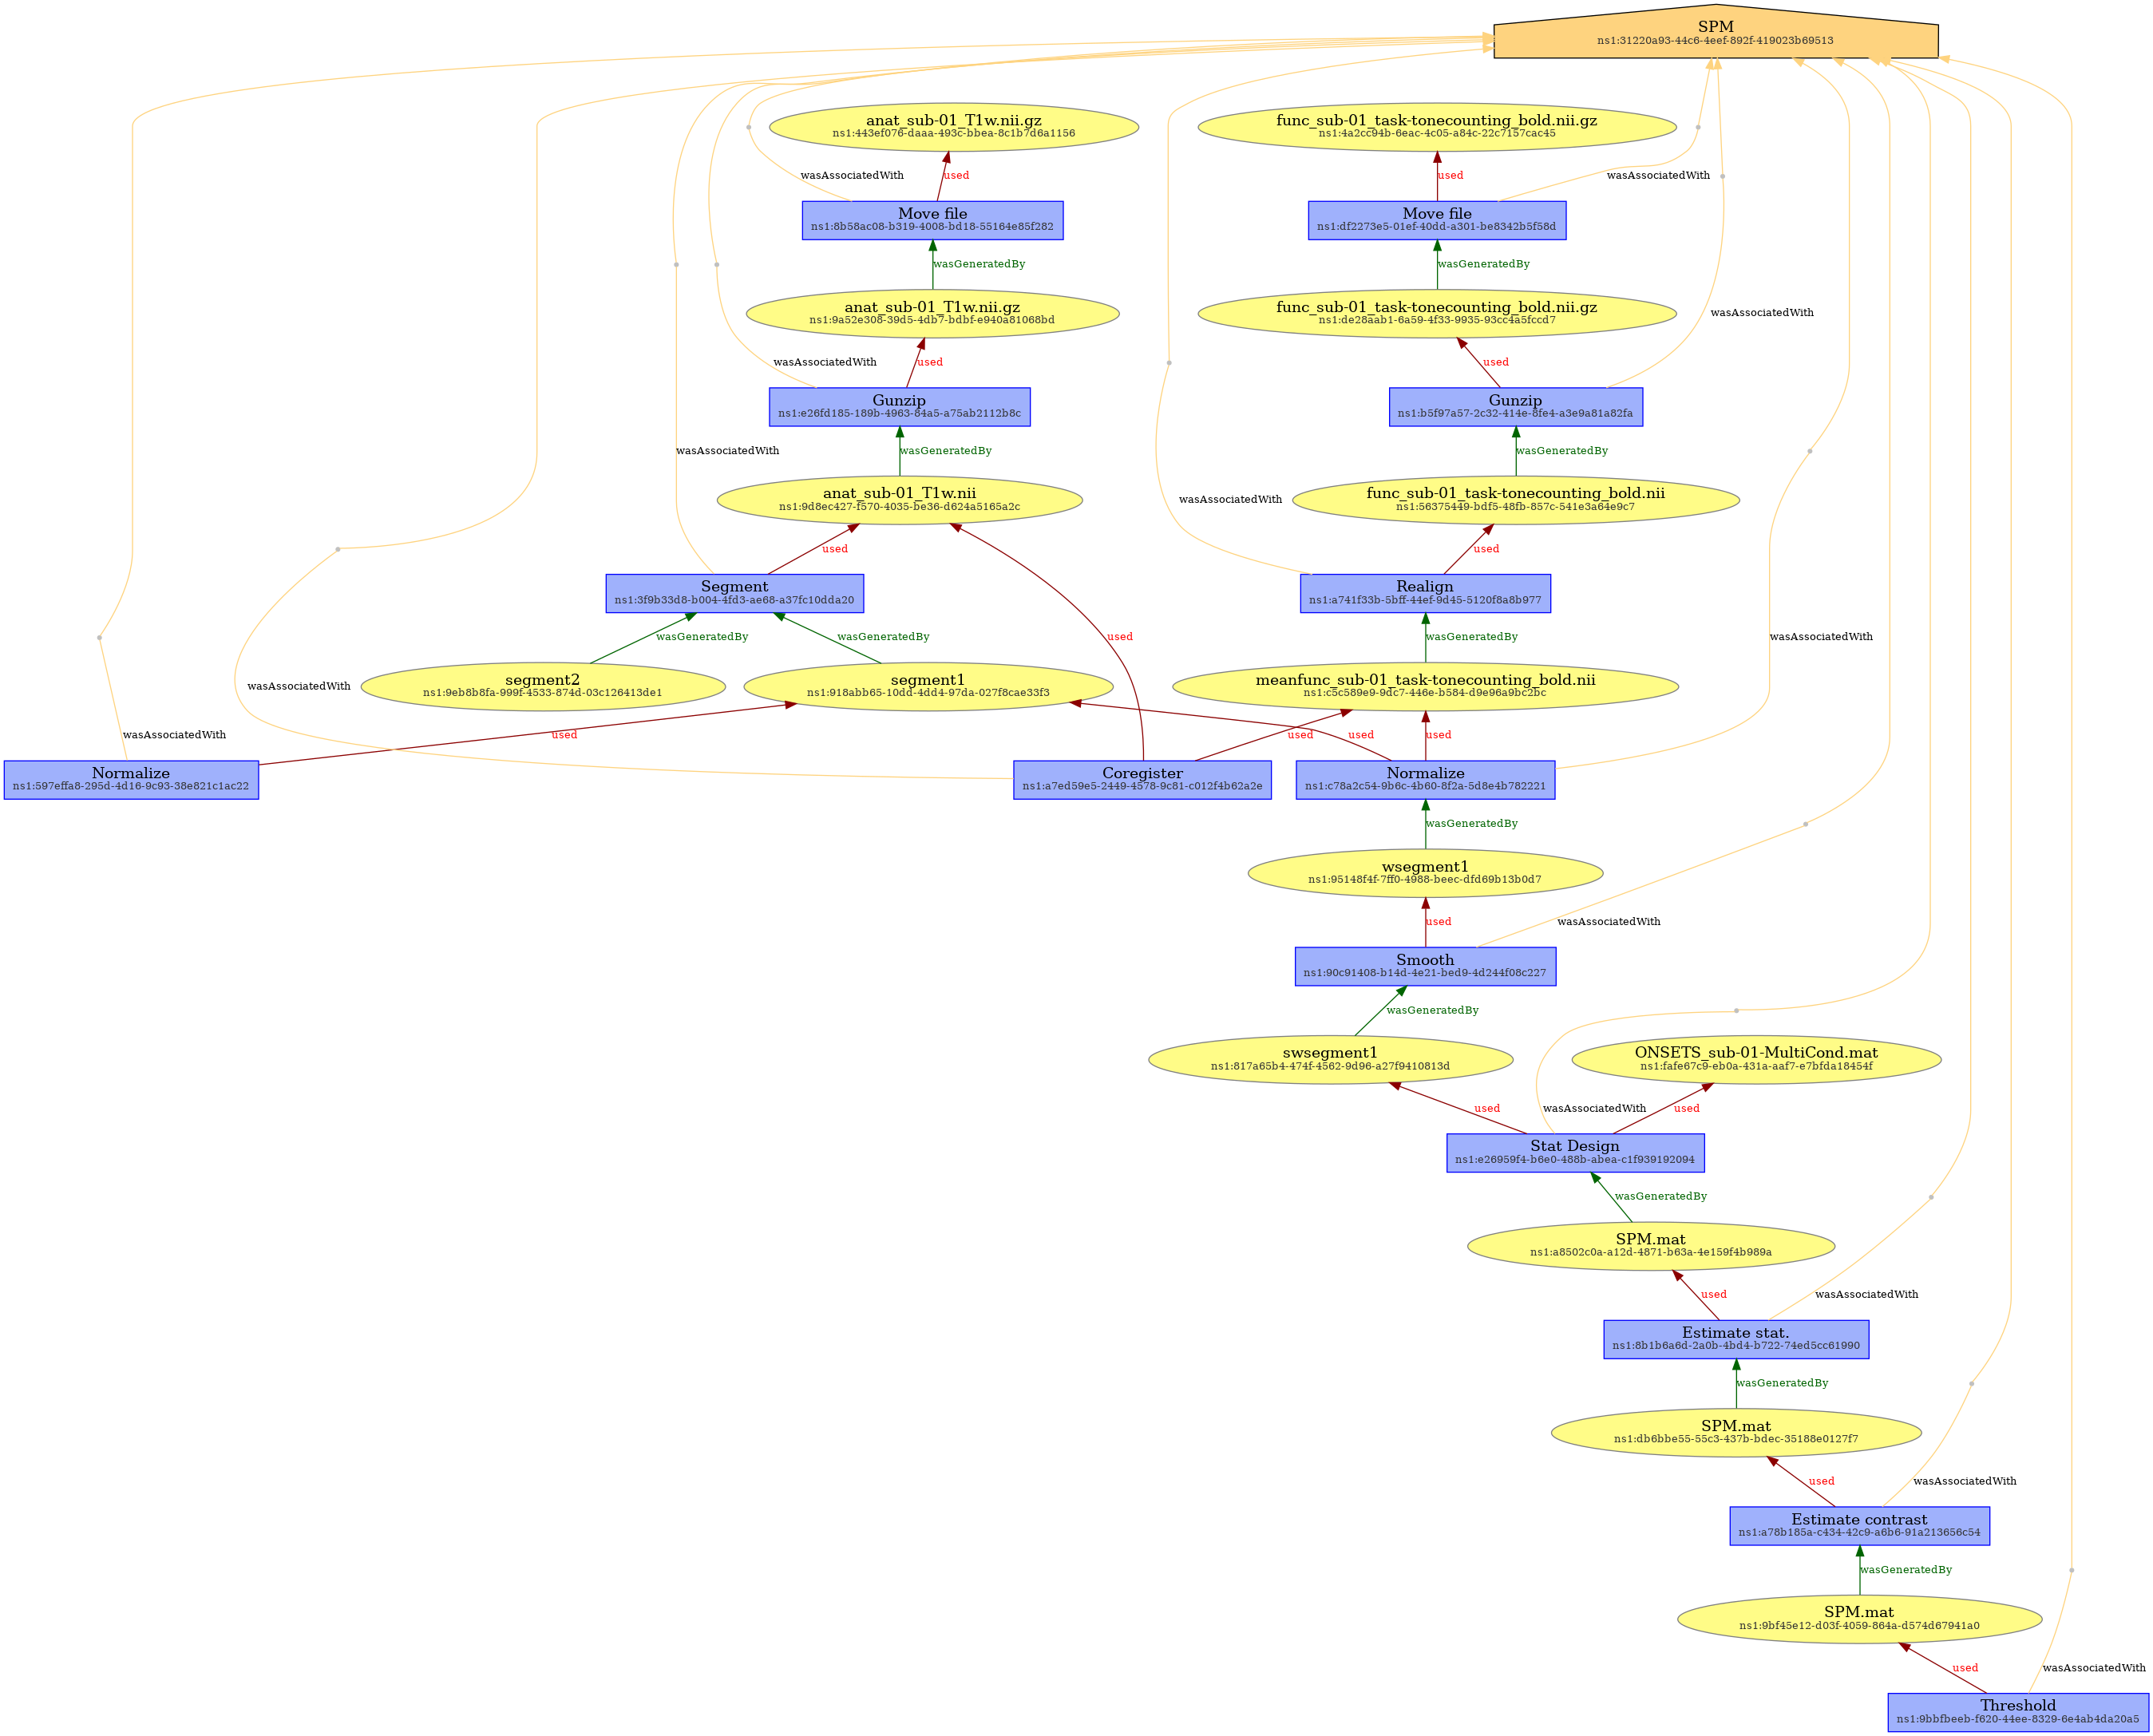 SPM
ns1:31220a93-44c6-4eef-892f-419023b69513
anat_sub-01_T1w.nii.gz
ns1:443ef076-daaa-493c-bbea-8c1b7d6a1156
func_sub-01_task-tonecounting_bold.nii.gz
ns1:4a2cc94b-6eac-4c05-a84c-22c7157cac45
wasAssociatedWith
used
used
wasAssociatedWith
Move file
ns1:8b58ac08-b319-4008-bd18-55164e85f282
Move file
ns1:df2273e5-01ef-40dd-a301-be8342b5f58d
wasGeneratedBy
wasGeneratedBy
anat_sub-01_T1w.nii.gz
ns1:9a52e308-39d5-4db7-bdbf-e940a81068bd
func_sub-01_task-tonecounting_bold.nii.gz
ns1:de28aab1-6a59-4f33-9935-93cc4a5fccd7
wasAssociatedWith
wasAssociatedWith
used
used
Gunzip
ns1:e26fd185-189b-4963-84a5-a75ab2112b8c
Gunzip
ns1:b5f97a57-2c32-414e-8fe4-a3e9a81a82fa
wasAssociatedWith
wasGeneratedBy
wasGeneratedBy
anat_sub-01_T1w.nii
ns1:9d8ec427-f570-4035-be36-d624a5165a2c
wasAssociatedWith
func_sub-01_task-tonecounting_bold.nii
ns1:56375449-bdf5-48fb-857c-541e3a64e9c7
used
used
Segment
ns1:3f9b33d8-b004-4fd3-ae68-a37fc10dda20
Realign
ns1:a741f33b-5bff-44ef-9d45-5120f8a8b977
wasGeneratedBy
wasGeneratedBy
used
wasGeneratedBy
wasAssociatedWith
wasAssociatedWith
segment2
ns1:9eb8b8fa-999f-4533-874d-03c126413de1
segment1
ns1:918abb65-10dd-4dd4-97da-027f8cae33f3
meanfunc_sub-01_task-tonecounting_bold.nii
ns1:c5c589e9-9dc7-446e-b584-d9e96a9bc2bc
wasAssociatedWith
used
used
used
used
Normalize
ns1:597effa8-295d-4d16-9c93-38e821c1ac22
Coregister
ns1:a7ed59e5-2449-4578-9c81-c012f4b62a2e
Normalize
ns1:c78a2c54-9b6c-4b60-8f2a-5d8e4b782221
wasGeneratedBy
wsegment1
ns1:95148f4f-7ff0-4988-beec-dfd69b13b0d7
used
wasAssociatedWith
Smooth
ns1:90c91408-b14d-4e21-bed9-4d244f08c227
wasGeneratedBy
swsegment1
ns1:817a65b4-474f-4562-9d96-a27f9410813d
ONSETS_sub-01-MultiCond.mat
ns1:fafe67c9-eb0a-431a-aaf7-e7bfda18454f
used
wasAssociatedWith
used
Stat Design
ns1:e26959f4-b6e0-488b-abea-c1f939192094
wasGeneratedBy
SPM.mat
ns1:a8502c0a-a12d-4871-b63a-4e159f4b989a
used
wasAssociatedWith
Estimate stat.
ns1:8b1b6a6d-2a0b-4bd4-b722-74ed5cc61990
wasGeneratedBy
SPM.mat
ns1:db6bbe55-55c3-437b-bdec-35188e0127f7
used
wasAssociatedWith
Estimate contrast
ns1:a78b185a-c434-42c9-a6b6-91a213656c54
wasGeneratedBy
SPM.mat
ns1:9bf45e12-d03f-4059-864a-d574d67941a0
used
wasAssociatedWith
Threshold
ns1:9bbfbeeb-f620-44ee-8329-6e4ab4da20a5